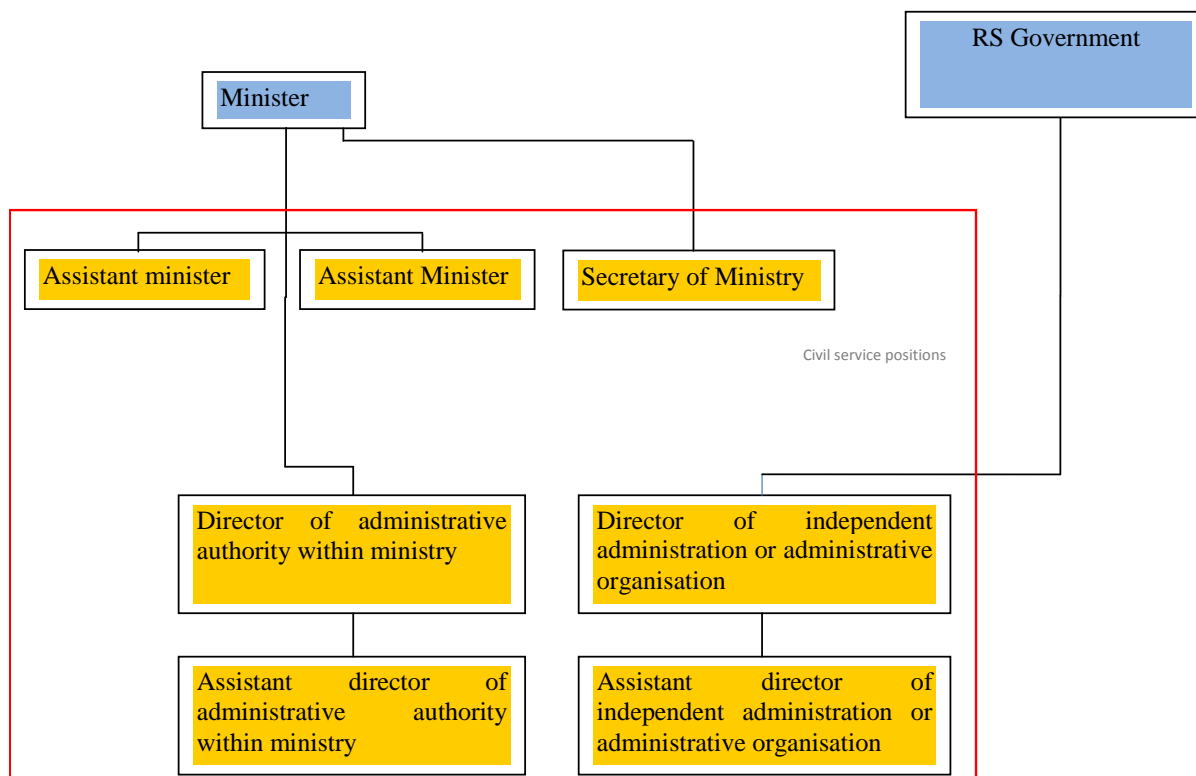 RS Government
Minister
Assistant minister
Assistant Minister
Secretary of Ministry
Civil service positions
Director of administrative
authority within ministry
Director of independent
administration or administrative
organisation
Assistant director of
administrative authority
within ministry
Assistant director of
independent administration or
administrative organisation